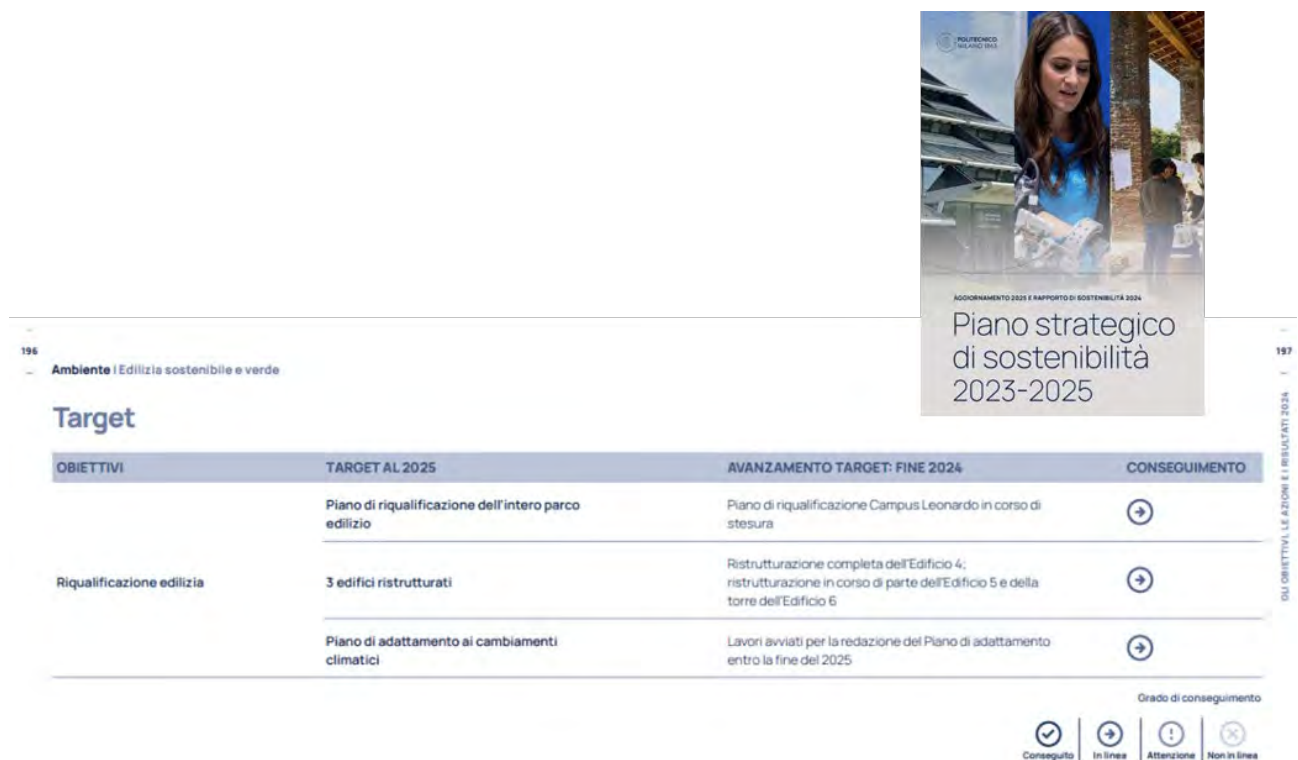 POLITECNICO
MILANO 1863
AGGIORNAMENTO 2025 E RAPPORTO DI SOSTENIBILITÀ 2024
Piano strategico
di sostenibilità
2023-2025
196
197
Ambiente | Edilizia sostenibile e verde
Target
OBIETTIVI TARGET AL 2025 AVANZAMENTO TARGET: FINE 2024 CONSEGUIMENTO
Riqualificazione edilizia
Piano di riqualificazione dell'intero parco
edilizio
Piano di riqualificazione Campus Leonardo in corso di
stesura
3 edifici ristrutturati
Ristrutturazione completa dell'Edificio 4;
ristrutturazione in corso di parte dell'Edificio 5 e della
torre dell'Edificio 6
Piano di adattamento ai cambiamenti
climatici
Lavori avviati per la redazione del Piano di adattamento
entro la fine del 2025
Grado di conseguimento
Conseguito In linea Attenzione Non in linea
GLI OBIETTIVI, LE AZIONI E I RISULTATI 2024